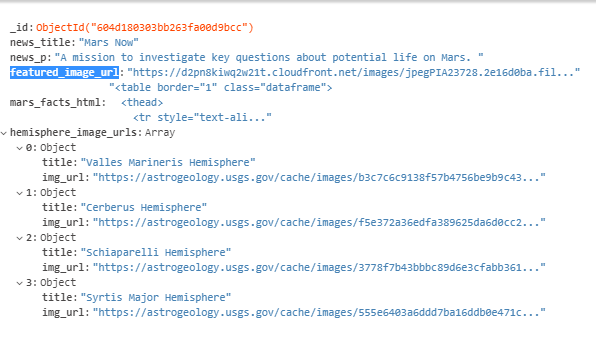 _id: ObjectId("604d180303bb263fa00d9bcc")
news_title: "Mars Now"
news_p: "A mission to investigate key questions about potential life on Mars. "
featured_image_url: "https://d2pn8kiwq2w21t.cloudfront.net/images/jpegPIA23728.2e16d0ba.fil..."
"<table border="1" class="dataframe">
mars_facts_html: <thead>
<tr style="text-ali..."
hemisphere_image_urls: Array
0: Object
title: "Valles Marineris Hemisphere"
img_url: "https://astrogeology.usgs.gov/cache/images/b3c7c6c9138f57b4756be9b9c43..."
1: Object
title: "Cerberus Hemisphere"
img_url: "https://astrogeology.usgs.gov/cache/images/f5e372a36edfa389625da6d0cc2..."
2: Object
title: "Schiaparelli Hemisphere"
img_url: "https://astrogeology.usgs.gov/cache/images/3778f7b43bbbc89d6e3cfabb361..."
3: Object
title: "Syrtis Major Hemisphere"
img_url: "https://astrogeology.usgs.gov/cache/images/555e6403a6ddd7ba16ddb0e471c..."